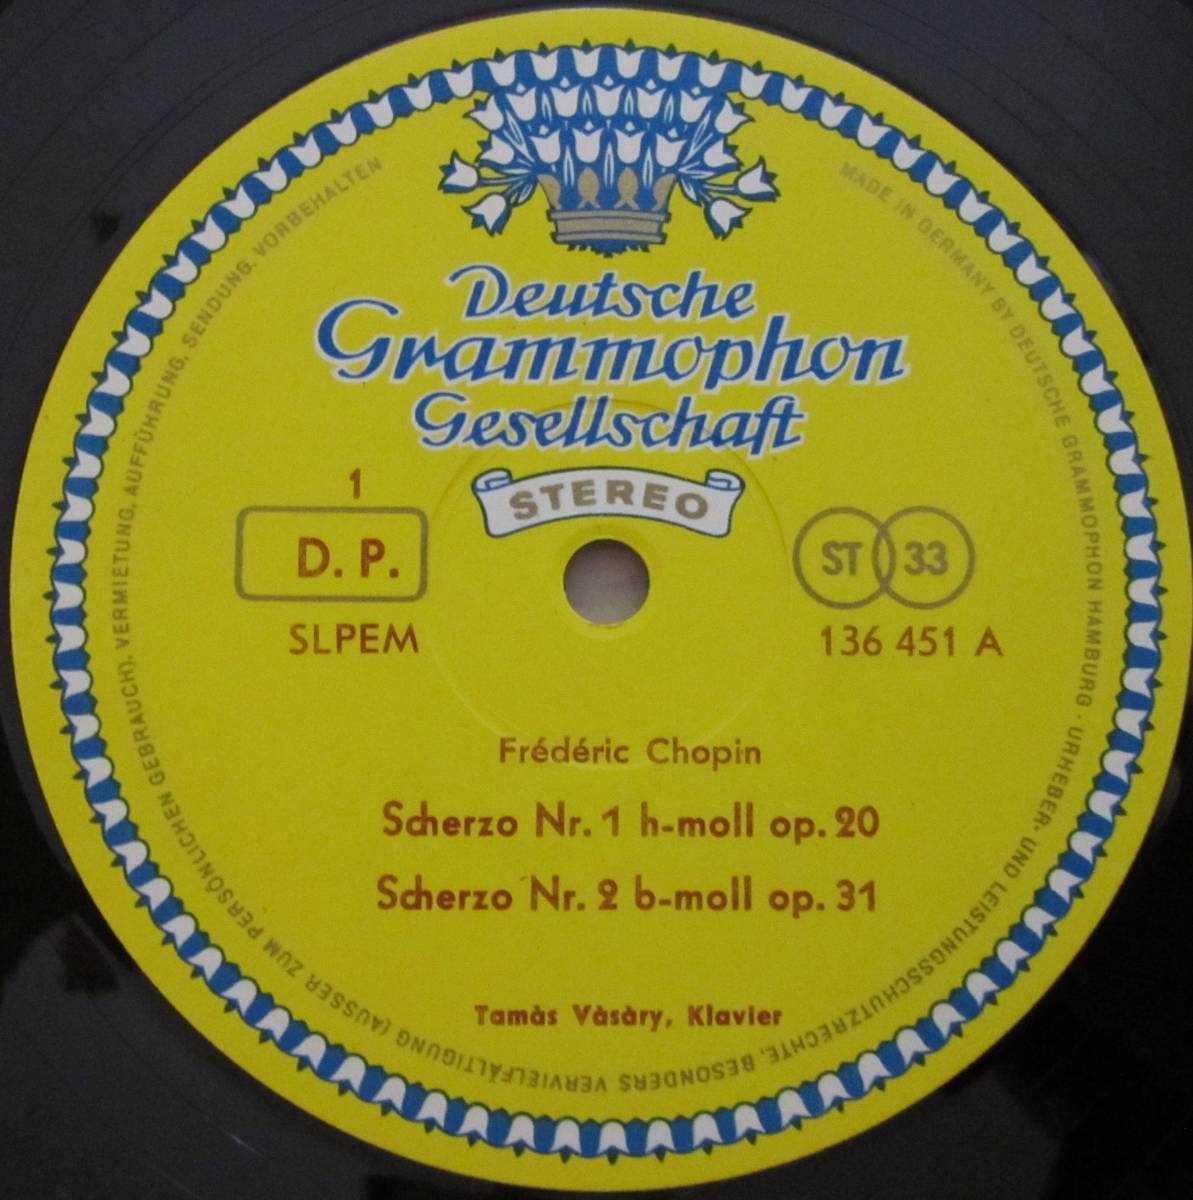 Deutsche
Grammophon
Gesellschaft
STEREO
1
D. P.
SLPEM
ST 33
136 451 A
Frédéric Chopin
Scherzo Nr. 1 h-moll op. 20
Scherzo Nr. 2 b-moll op. 31
Tamàs Vàsàry, Klavier
MADE IN GERMANY BY DEUTSCHE GRAMMOPHON HAMBURG · URHEBER- UND LEISTUNGSSCHUTZRECHTE, BESONDERS VERVIELFÄLTIGUNG (AUSSER ZUM PERSÖNLICHEN GEBRAUCH), VERMIETUNG, AUFFÜHRUNG, SENDUNG, VORBEHALTEN